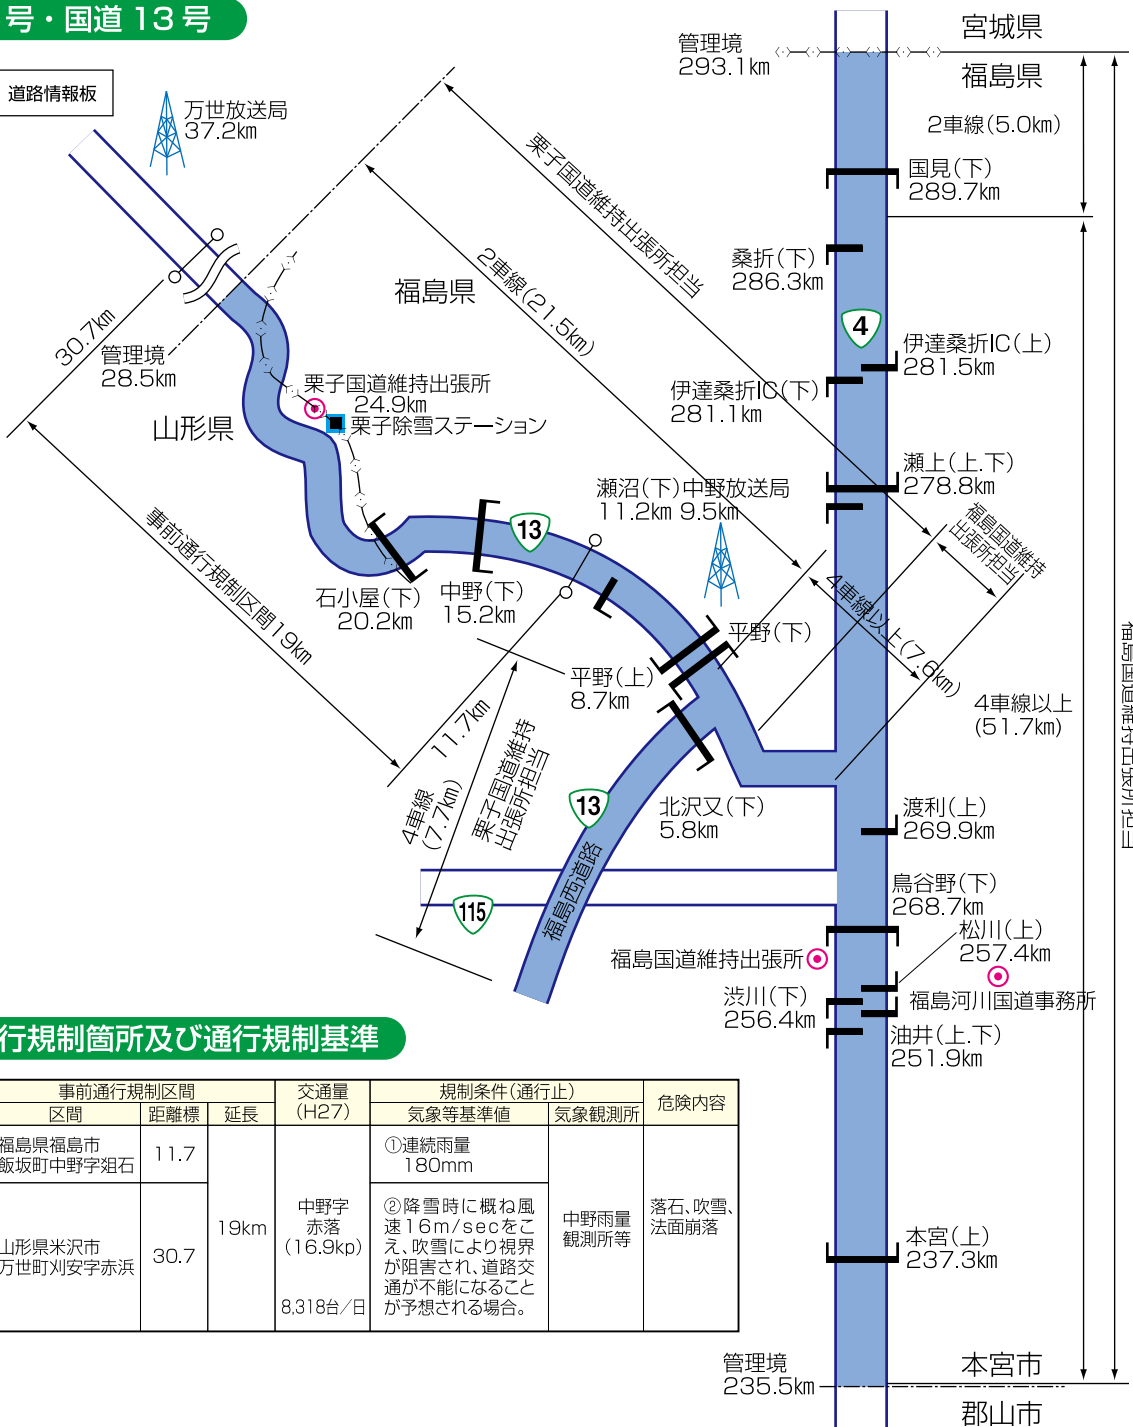 号・国道 13 号
道路情報板
万世放送局
37.2km
管理境
293.1km
宮城県
福島県
2車線(5.0km)
国見(下)
289.7km
桑折(下)
286.3km
4
伊達桑折IC(上)
281.5km
伊達桑折IC(下)
281.1km
瀬上(上.下)
278.8km
栗子国道維持出張所担当
2車線(21.5km)
福島県
30.7km
管理境
28.5km
栗子国道維持出張所
24.9km
栗子除雪ステーション
山形県
事前通行規制区間19km
瀬沼(下)
11.2km
中野放送局
9.5km
13
石小屋(下)
20.2km
中野(下)
15.2km
福島国道維持
出張所担当
4車線以上(7.6km)
平野(下)
平野(上)
8.7km
11.7km
4車線
(7.7km)
栗子国道維持
出張所担当
4車線以上
(51.7km)
福島国道維持出張所担当
13
北沢又(下)
5.8km
渡利(上)
269.9km
福島西道路
115
鳥谷野(下)
268.7km
松川(上)
257.4km
福島国道維持出張所
福島河川国道事務所
渋川(下)
256.4km
油井(上.下)
251.9km
本宮(上)
237.3km
管理境
235.5km
本宮市
郡山市
行規制箇所及び通行規制基準
事前通行規制区間
交通量
(H27)
規制条件(通行止)
危険内容
区間
距離標
延長
気象等基準値
気象観測所
福島県福島市
飯坂町中野字沮石
11.7
①連続雨量
180mm
19km
中野字
赤落
(16.9kp)
8,318台/日
②降雪時に概ね風
速16m/secをこ
え、吹雪により視界
が阻害され、道路交
通が不能になること
が予想される場合。
中野雨量
観測所等
落石、吹雪、
法面崩落
山形県米沢市
万世町刈安字赤浜
30.7